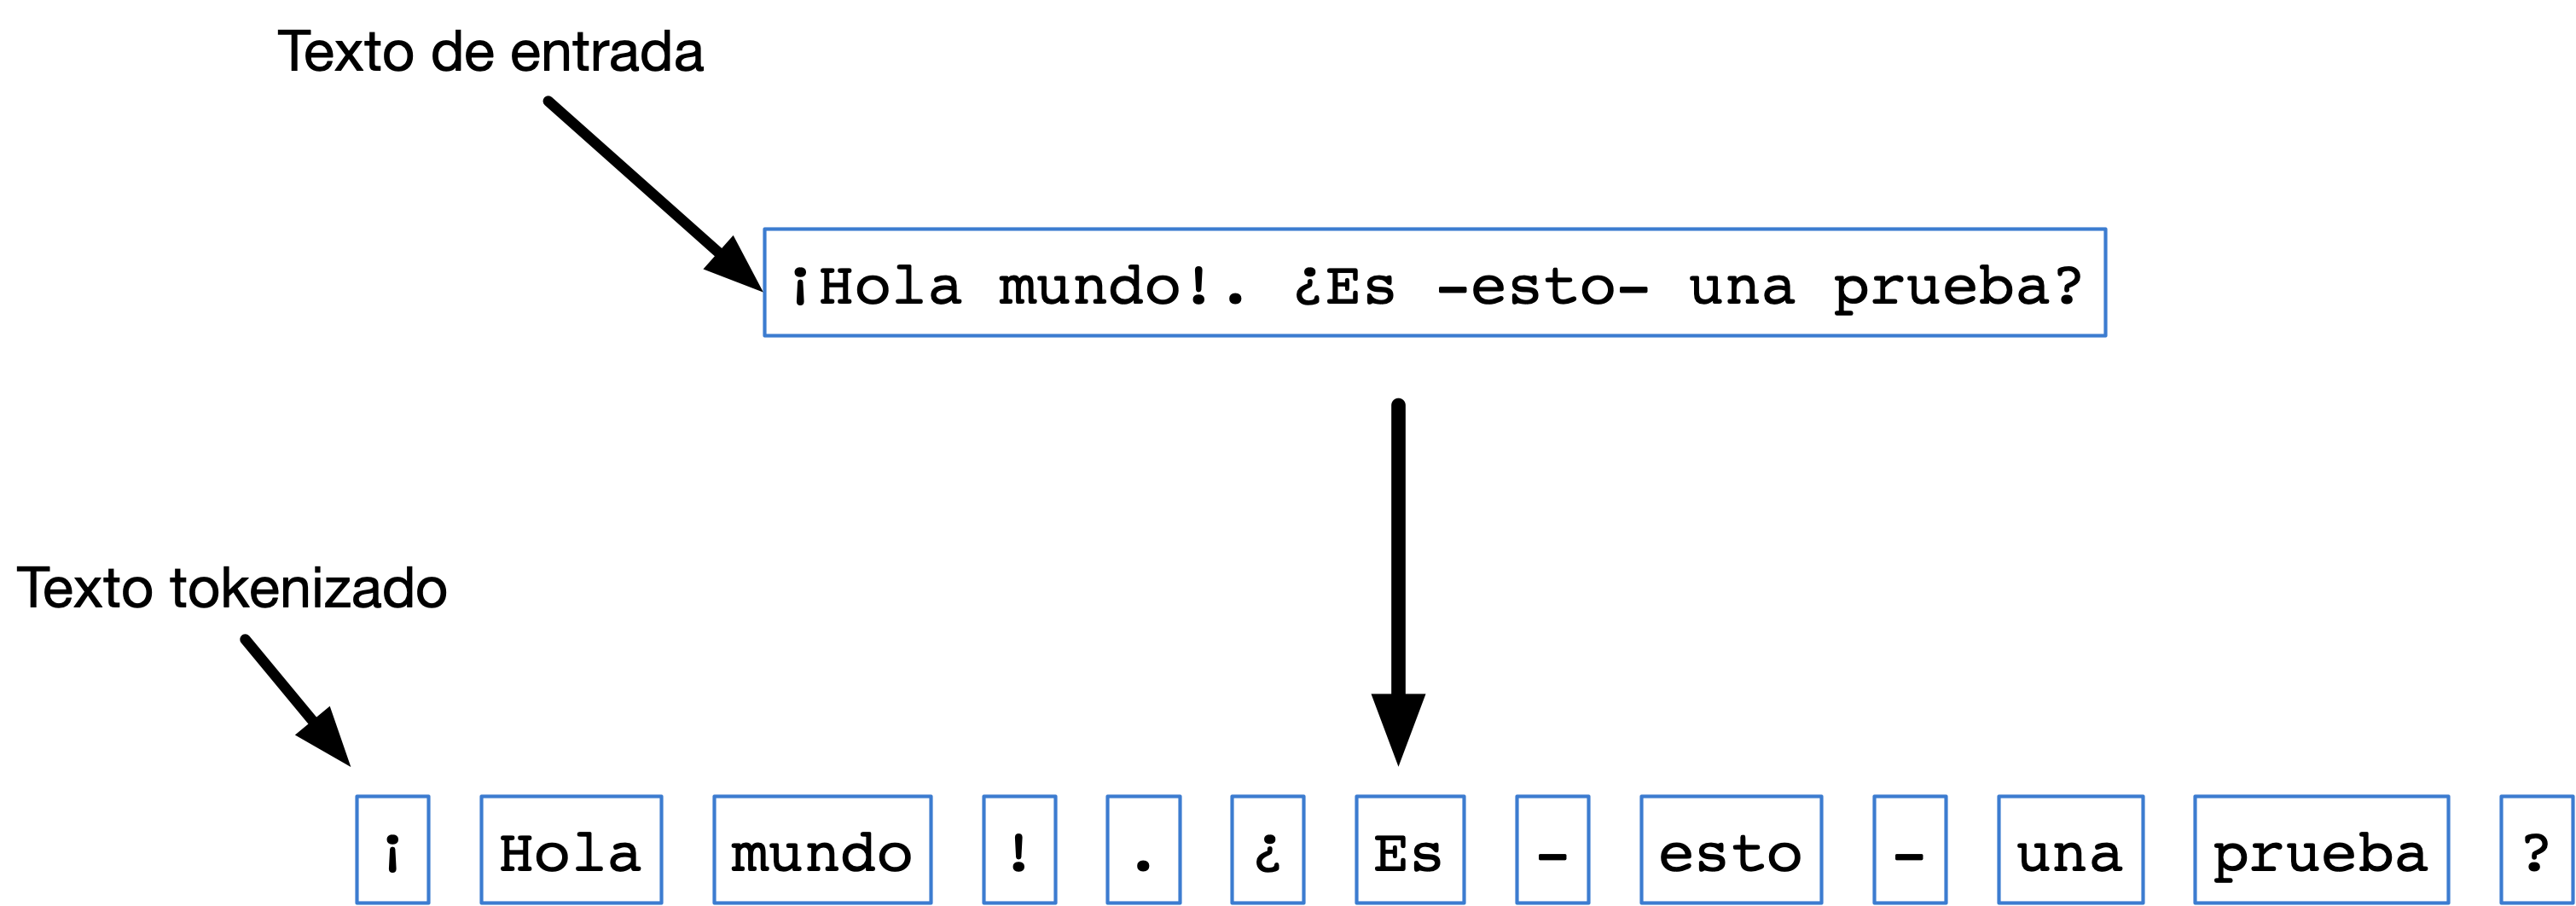 Texto de entrada
¡Hola mundo!. ¿Es -esto- una prueba?
Texto tokenizado
¡ Hola mundo ! . ¿ Es - esto - una prueba ?